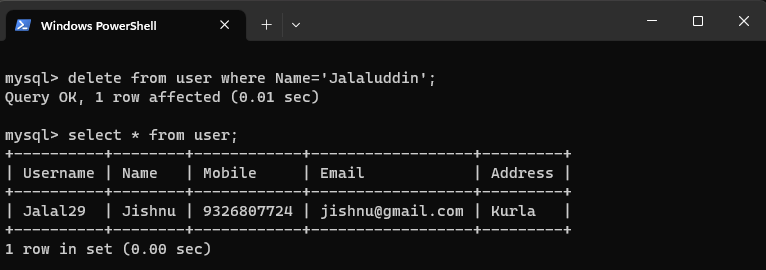 Windows PowerShell
mysql> delete from user where Name='Jalaluddin';
Query OK, 1 row affected (0.01 sec)
mysql> select * from user;
+----------+--------+------------+------------------+---------+
| Username | Name   | Mobile     | Email            | Address |
+----------+--------+------------+------------------+---------+
| Jalal29  | Jishnu | 9326807724 | jishnu@gmail.com | Kurla   |
+----------+--------+------------+------------------+---------+
1 row in set (0.00 sec)